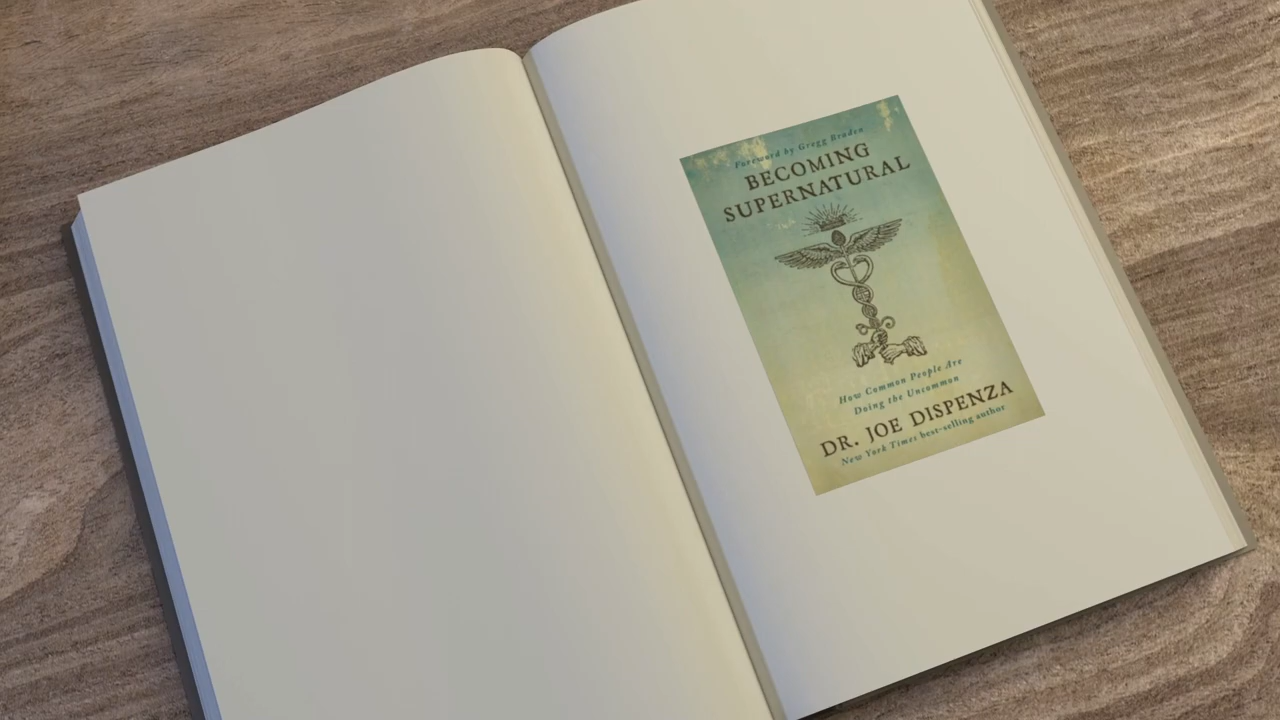 Foreword by Gregg Braden
BECOMING
SUPERNATURAL
How Common People Are
Doing the Uncommon
DR. JOE DISPENZA
New York Times best-selling author